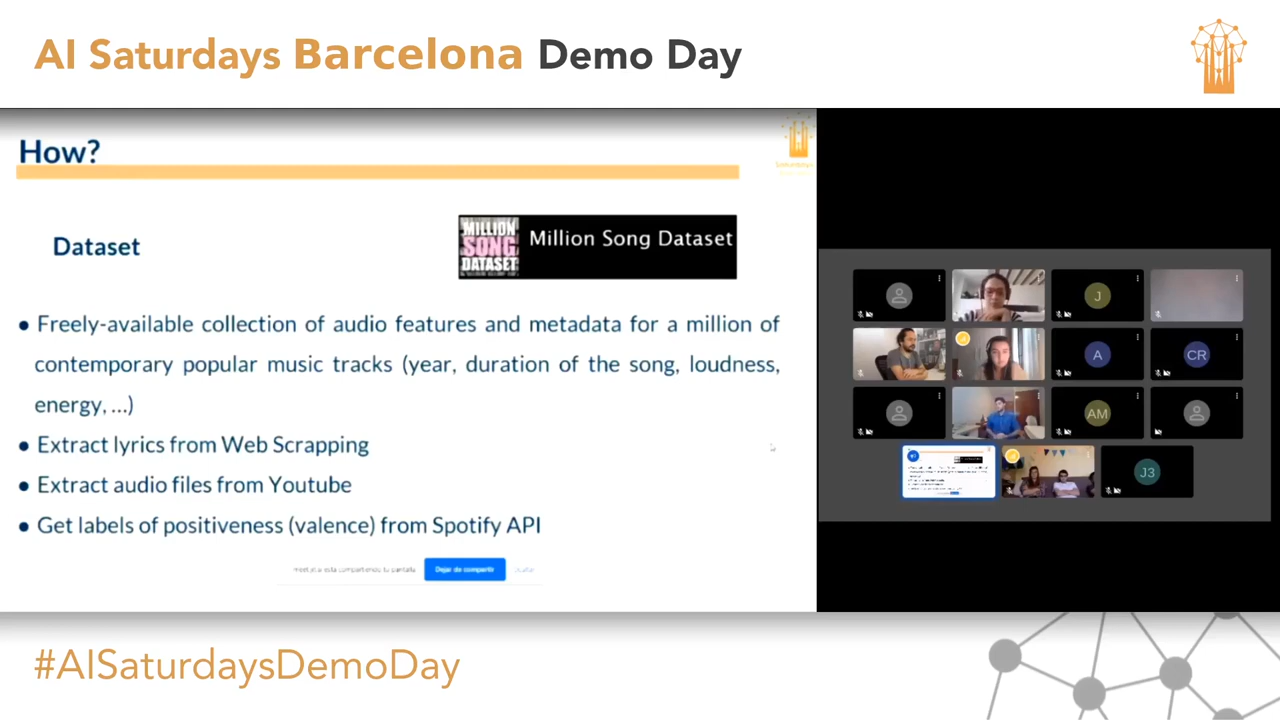 AI Saturdays Barcelona Demo Day
How?
Dataset
MILLION
SONG
DATASET
Million Song Dataset
● Freely-available collection of audio features and metadata for a million of
contemporary popular music tracks (year, duration of the song, loudness,
energy, ...)
● Extract lyrics from Web Scrapping
● Extract audio files from Youtube
● Get labels of positiveness (valence) from Spotify API
Dejar de compartir
J
A
CR
AM
J3
#AISaturdaysDemoDay